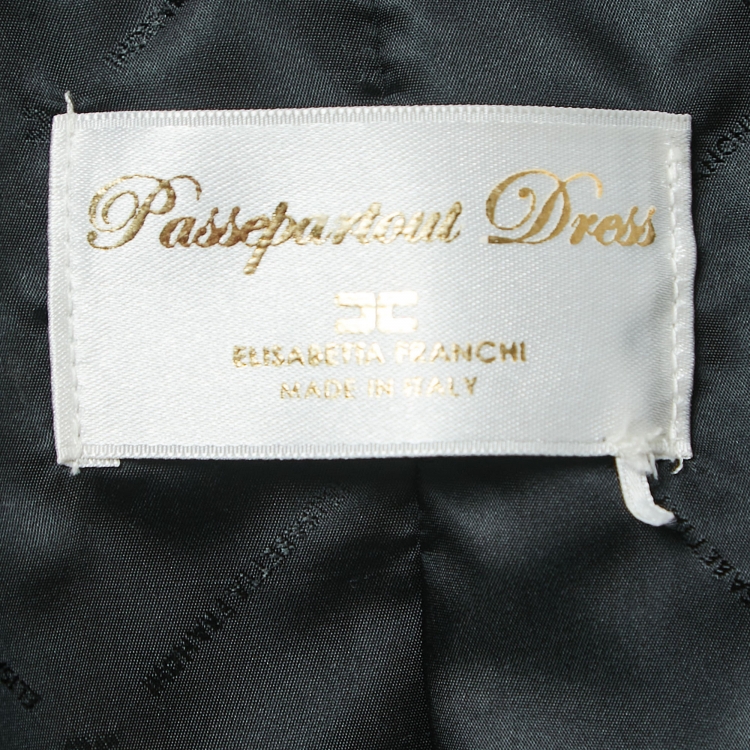 Passepartout Dress
ELISABETTA FRANCHI
MADE IN ITALY